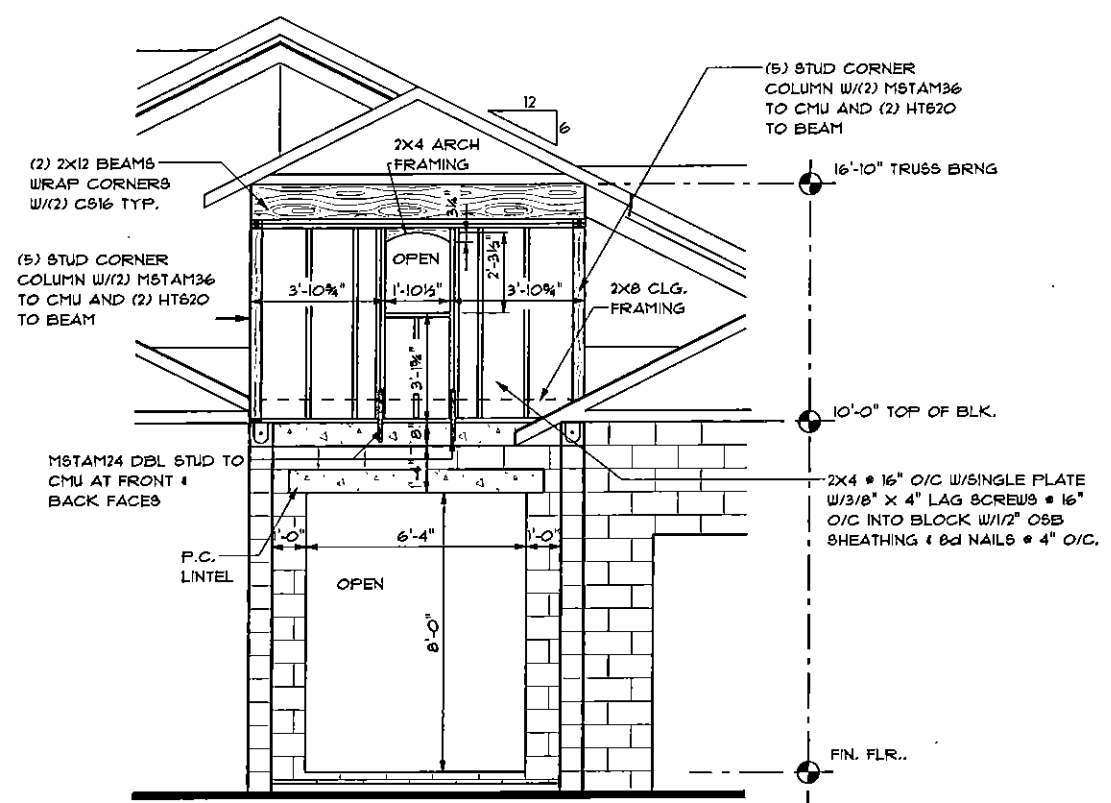 (5) STUD CORNER
COLUMN W/(2) MSTAM36
TO CMU AND (2) HTS20
TO BEAM
12
6
2X4 ARCH
FRAMING
(2) 2X12 BEAMS
WRAP CORNERS
W/(2) CS16 TYP.
16'-10" TRUSS BRNG
3¼"
OPEN
2'-3½"
(5) STUD CORNER
COLUMN W/(2) MSTAM36
TO CMU AND (2) HTS20
TO BEAM
3'-10¾"
1'-10½"
3'-10¾"
2X8 CLG.
FRAMING
10'-0" TOP OF BLK.
8"
MSTAM24 DBL STUD TO
CMU AT FRONT &
BACK FACES
2X4 @ 16" O/C W/SINGLE PLATE
W/3/8" X 4" LAG SCREWS @ 16"
O/C INTO BLOCK W/1/2" OSB
SHEATHING & 8d NAILS @ 4" O/C.
1'-0"
6'-4"
1'-0"
P.C.
LINTEL
OPEN
8'-0"
FIN. FLR..